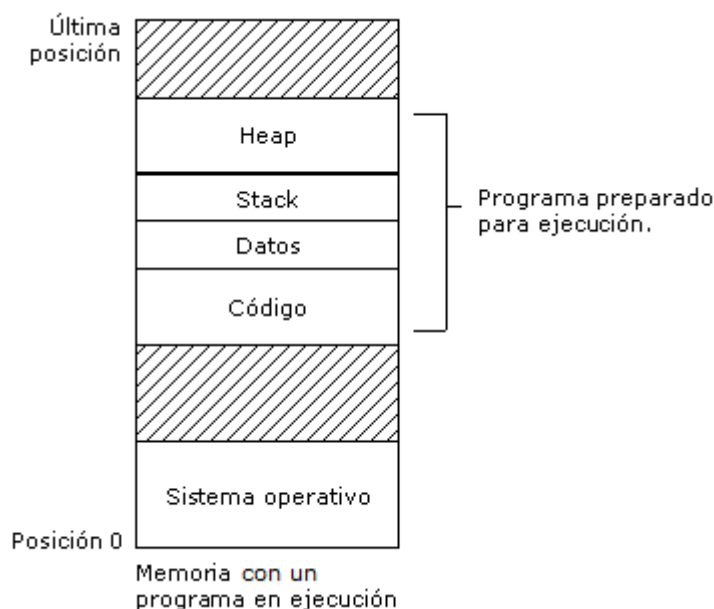 Última
posición
Heap
Stack
Programa preparado
para ejecución.
Datos
Código
Sistema operativo
Posición 0
Memoria con un
programa en ejecución